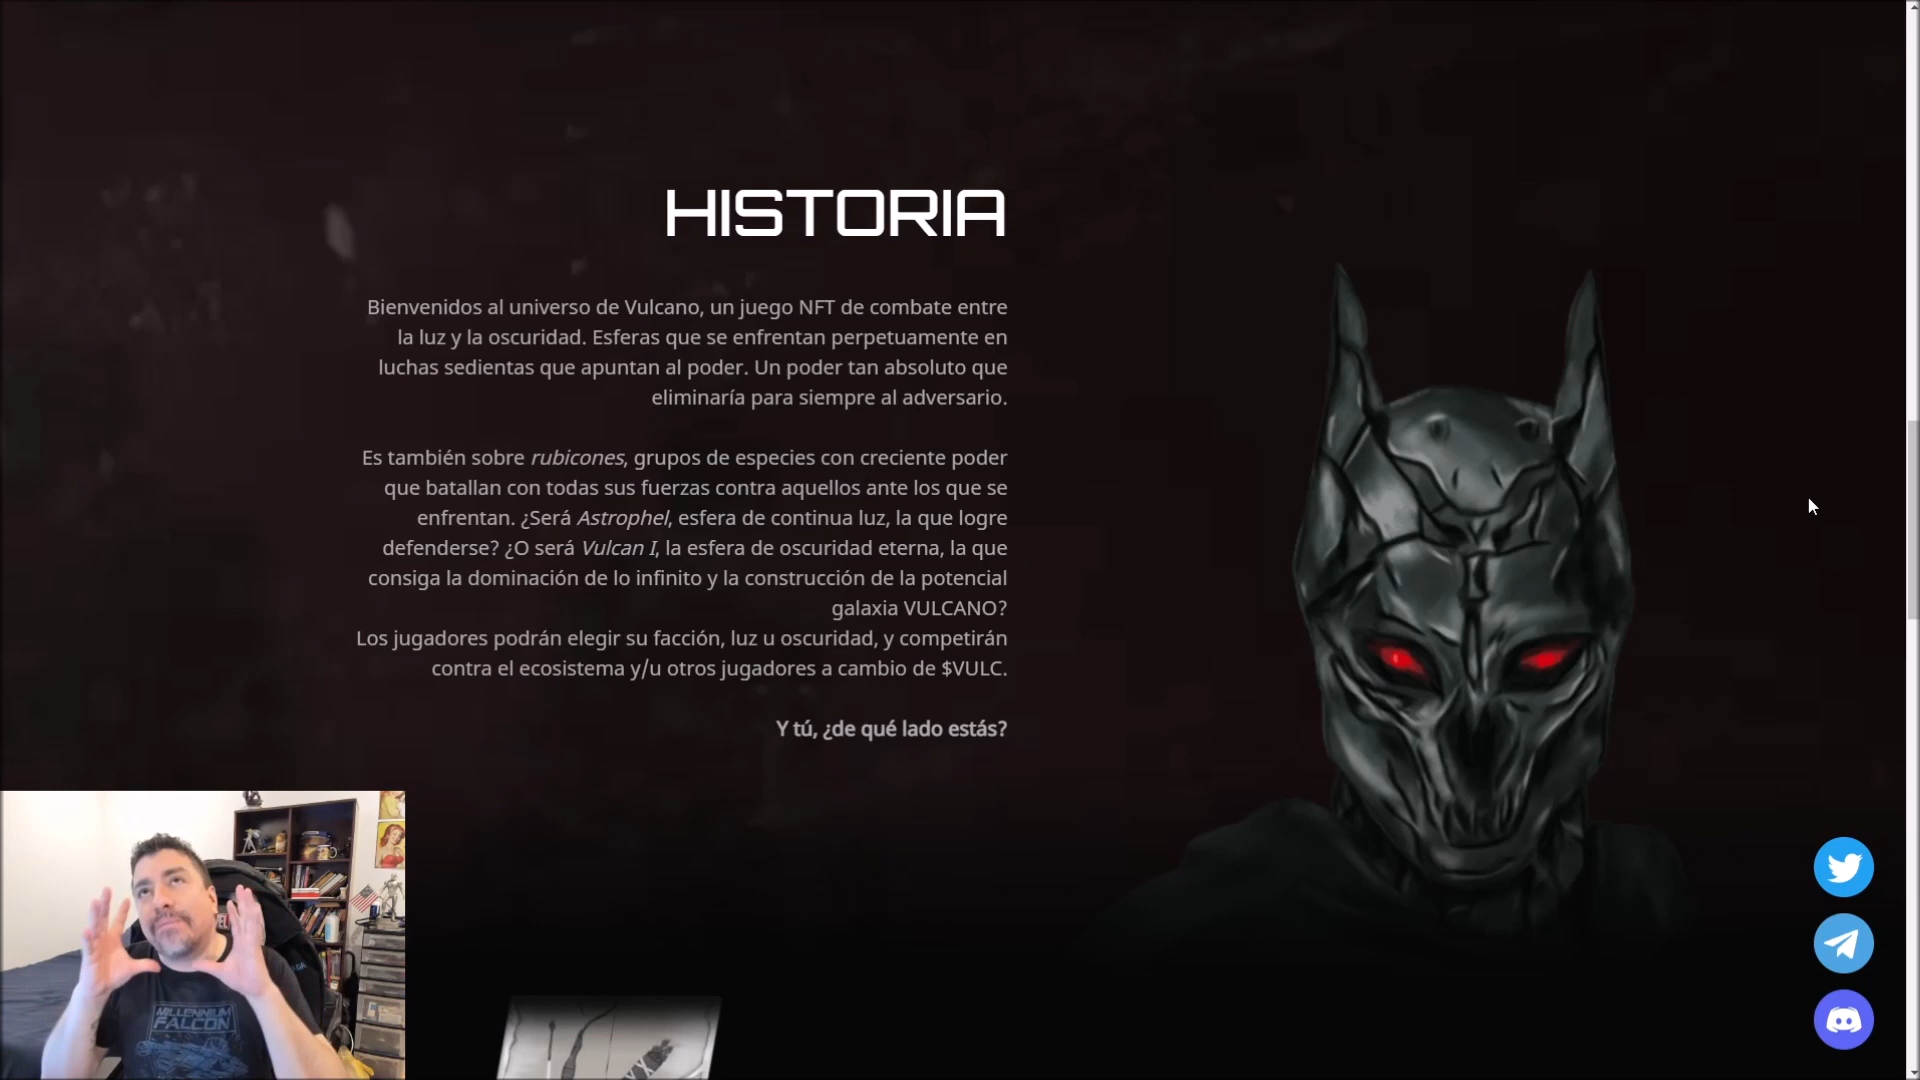 HISTORIA
Bienvenidos al universo de Vulcano, un juego NFT de combate entre
la luz y la oscuridad. Esferas que se enfrentan perpetuamente en
luchas sedientas que apuntan al poder. Un poder tan absoluto que
eliminaría para siempre al adversario.
Es también sobre rubicones, grupos de especies con creciente poder
que batallan con todas sus fuerzas contra aquellos ante los que se
enfrentan. ¿Será Astrophel, esfera de continua luz, la que logre
defenderse? ¿O será Vulcan I, la esfera de oscuridad eterna, la que
consiga la dominación de lo infinito y la construcción de la potencial
galaxia VULCANO?
Los jugadores podrán elegir su facción, luz u oscuridad, y competirán
contra el ecosistema y/u otros jugadores a cambio de $VULC.
Y tú, ¿de qué lado estás?
MILLENNIUM
FALCON